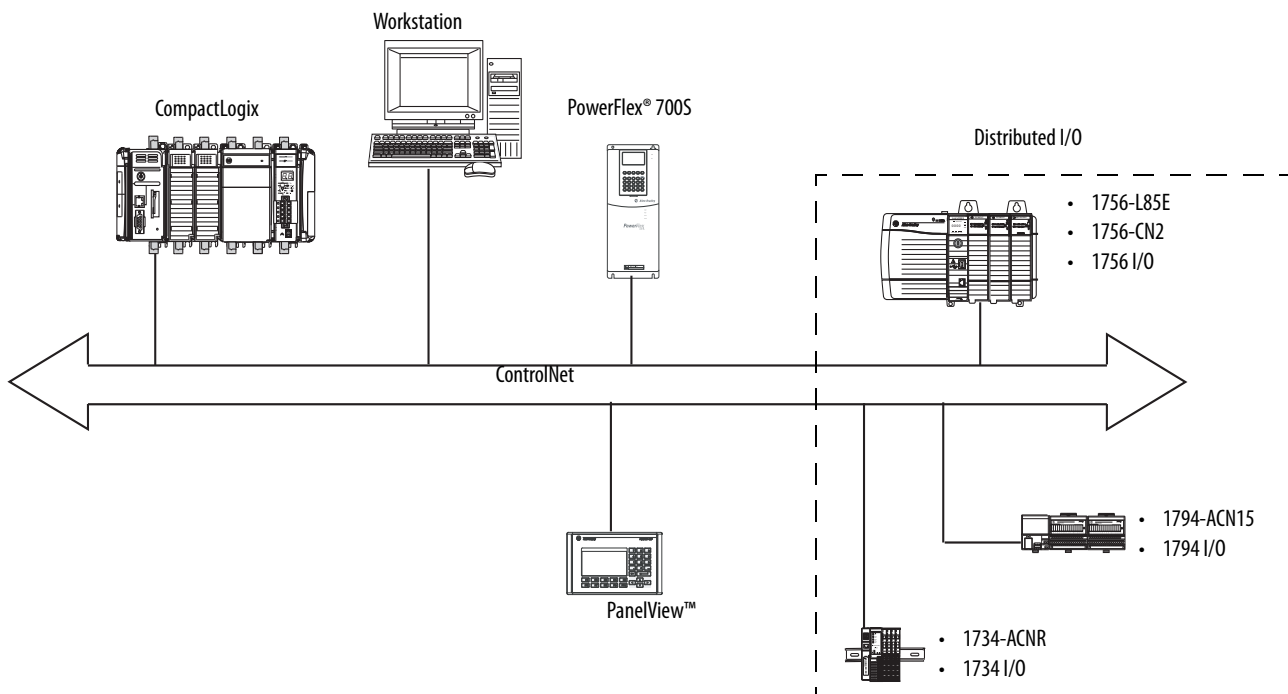 Workstation
CompactLogix
PowerFlex® 700S
Distributed I/O
• 1756-L85E
• 1756-CN2
• 1756 I/O
ControlNet
• 1794-ACN15
• 1794 I/O
PanelView™
• 1734-ACNR
• 1734 I/O